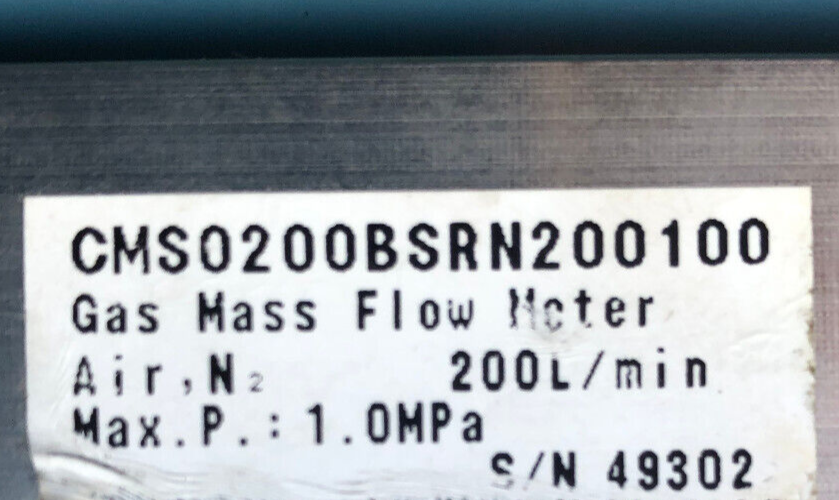 CMS0200BSRN200100
Gas Mass Flow Meter
Air,N₂ 200L/min
Max.P.:1.0MPa
S/N 49302